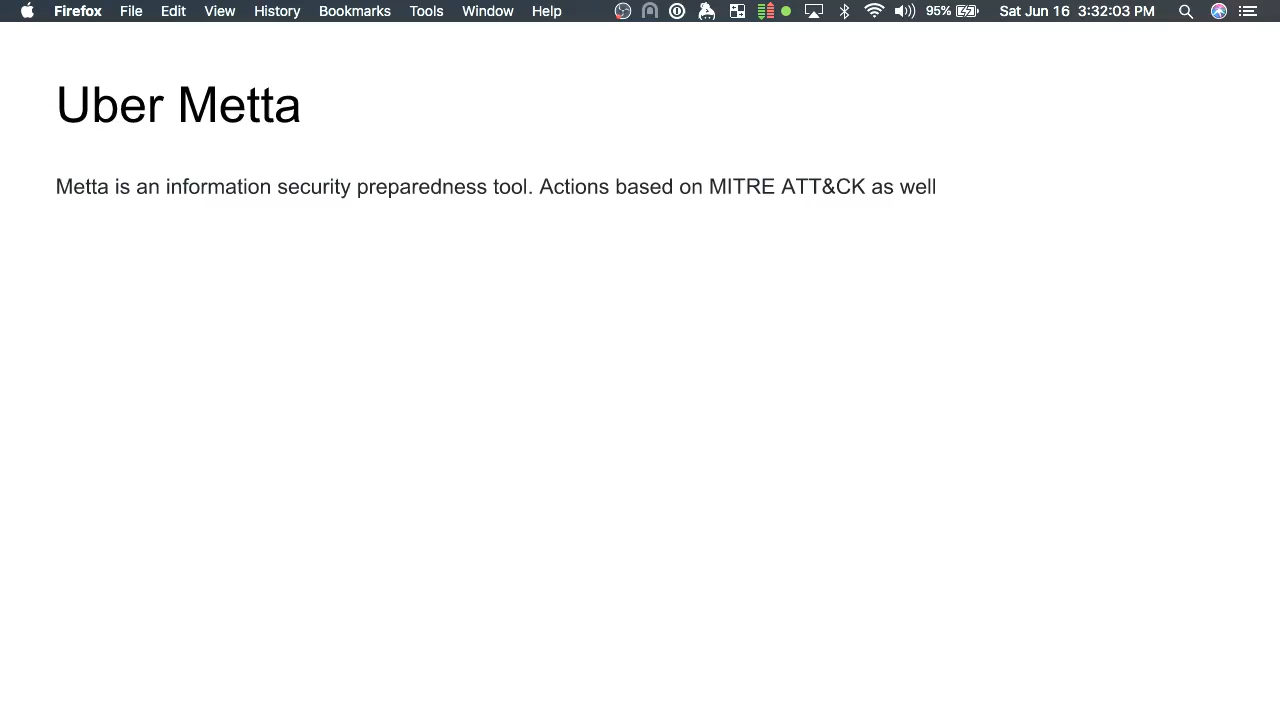 Firefox File Edit View History Bookmarks Tools Window Help 95% Sat Jun 16 3:32:03 PM
Uber Metta
Metta is an information security preparedness tool. Actions based on MITRE ATT&CK as well